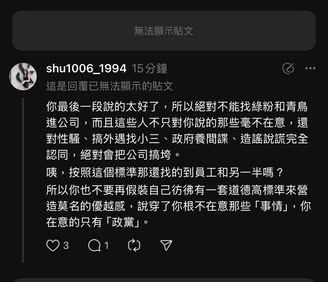 無法顯示貼文
shu1006_1994 15分鐘
這是回覆已無法顯示的貼文
你最後一段說的太好了，所以絕對不能找綠粉和青鳥
進公司，而且這些人不只對你說的那些毫不在意，還
對性騷、搞外遇找小三、政府養間諜、造謠說謊完全
認同，絕對會把公司搞垮。
咦，按照這個標準那還找的到員工和另一半嗎？
所以你也不要再假裝自己彷彿有一套道德高標準來營
造莫名的優越感，說穿了你根不在意那些「事情」，你
在意的只有「政黨」。
3 1